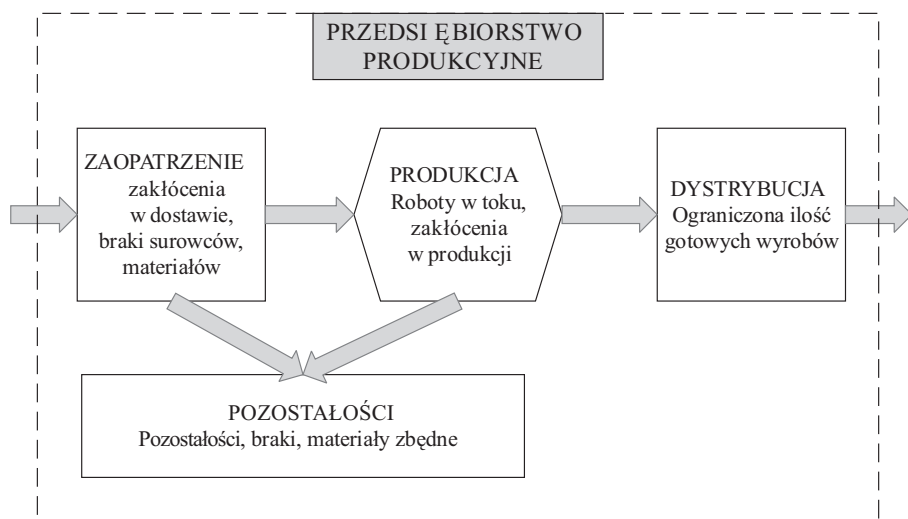 PRZEDSI ĘBIORSTWO
PRODUKCYJNE
ZAOPATRZENIE
zakłócenia
w dostawie,
braki surowców,
materiałów
PRODUKCJA
Roboty w toku,
zakłócenia
w produkcji
DYSTRYBUCJA
Ograniczona ilość
gotowych wyrobów
POZOSTAŁOŚCI
Pozostałości, braki, materiały zbędne